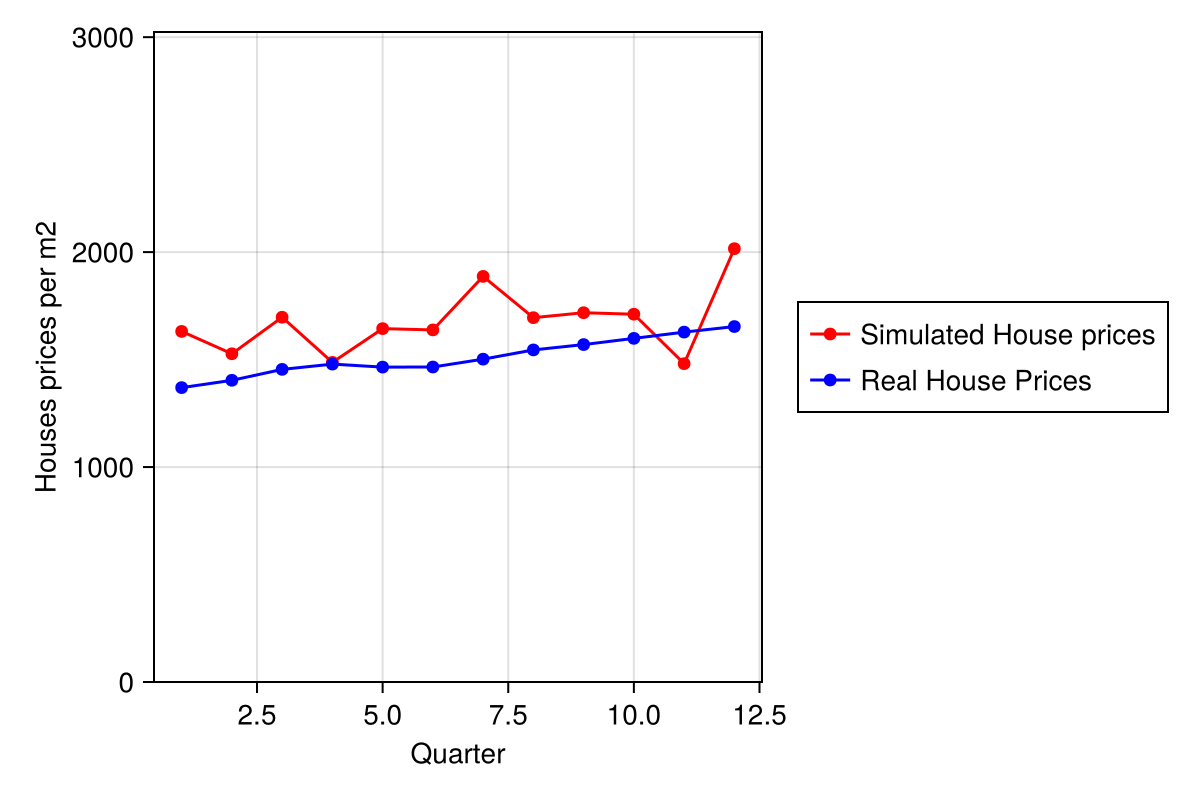 3000
2000
1000
0
Houses prices per m2
2.5 5.0 7.5 10.0 12.5
Quarter
Simulated House prices
Real House Prices